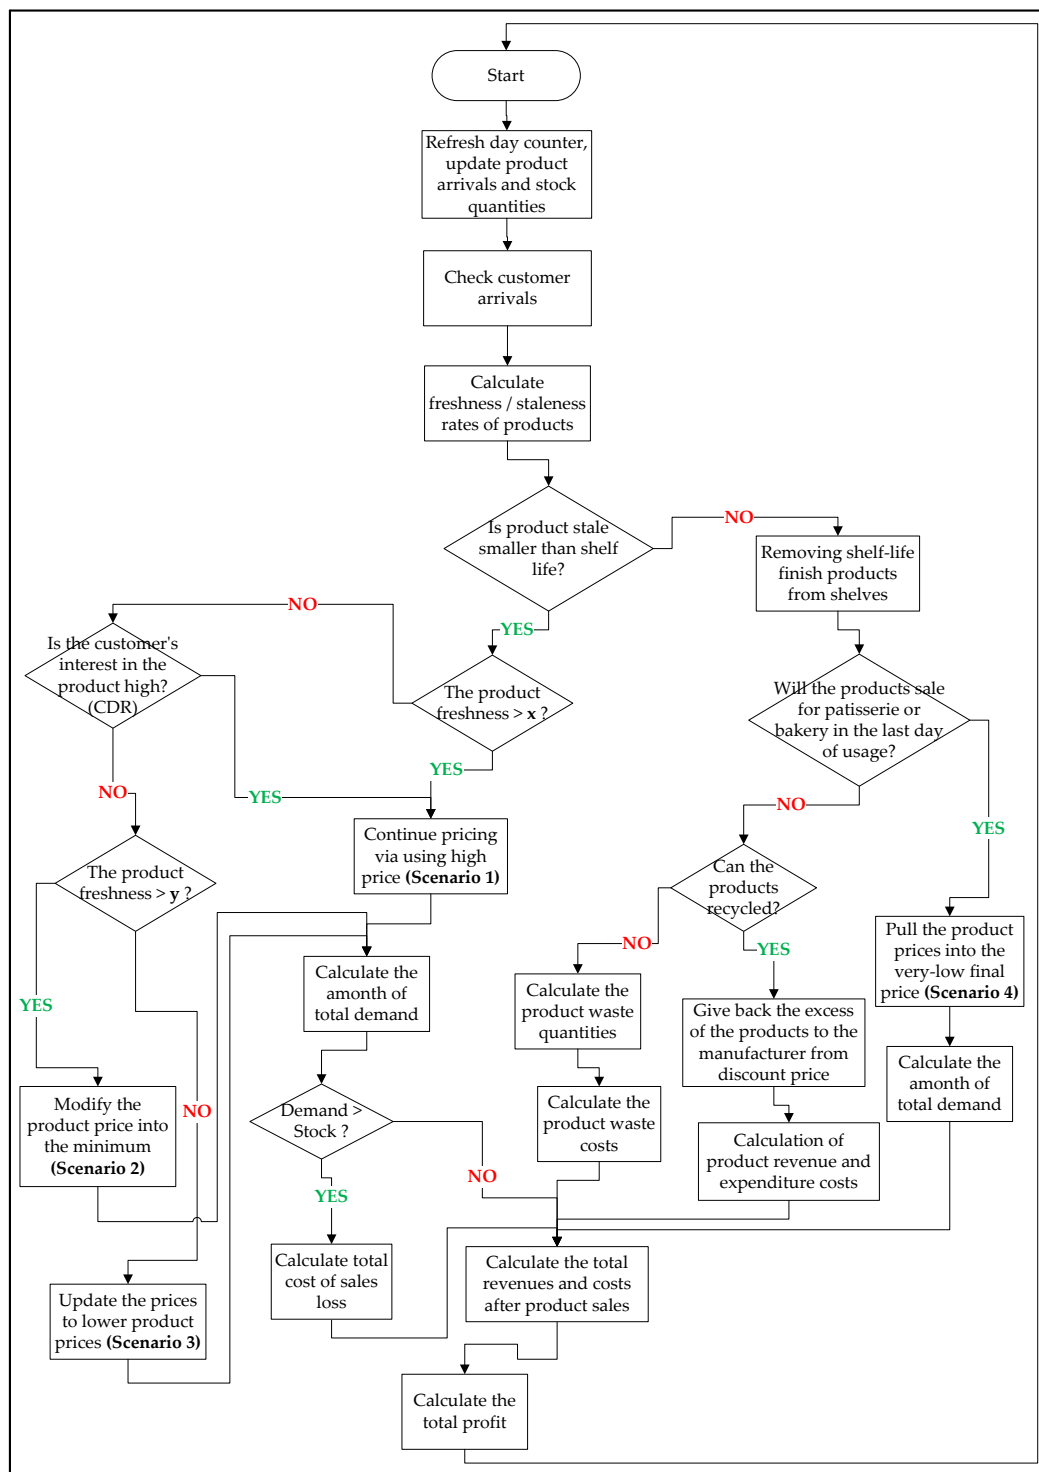 Start
Refresh day counter,
update product
arrivals and stock
quantities
Check customer
arrivals
Calculate
freshness / staleness
rates of products
Is product stale
smaller than shelf
life?
NO
Removing shelf-life
finish products
from shelves
YES
NO
Is the customer's
interest in the
product high?
(CDR)
The product
freshness > x ?
Will the products sale
for patisserie or
bakery in the last day
of usage?
YES
NO
YES
NO
YES
Continue pricing
via using high
price (Scenario 1)
The product
freshness > y ?
Can the
products
recycled?
NO
YES
Pull the product
prices into the
very-low final
price (Scenario 4)
Calculate the
amonth of
total demand
YES
Calculate the
product waste
quantities
Give back the excess
of the products to the
manufacturer from
discount price
Calculate the
amonth of
total demand
Modify the
product price into
the minimum
(Scenario 2)
NO
Demand >
Stock ?
Calculate the
product waste
costs
Calculation of
product revenue and
expenditure costs
NO
YES
Calculate total
cost of sales
loss
Calculate the total
revenues and costs
after product sales
Update the prices
to lower product
prices (Scenario 3)
Calculate the
total profit